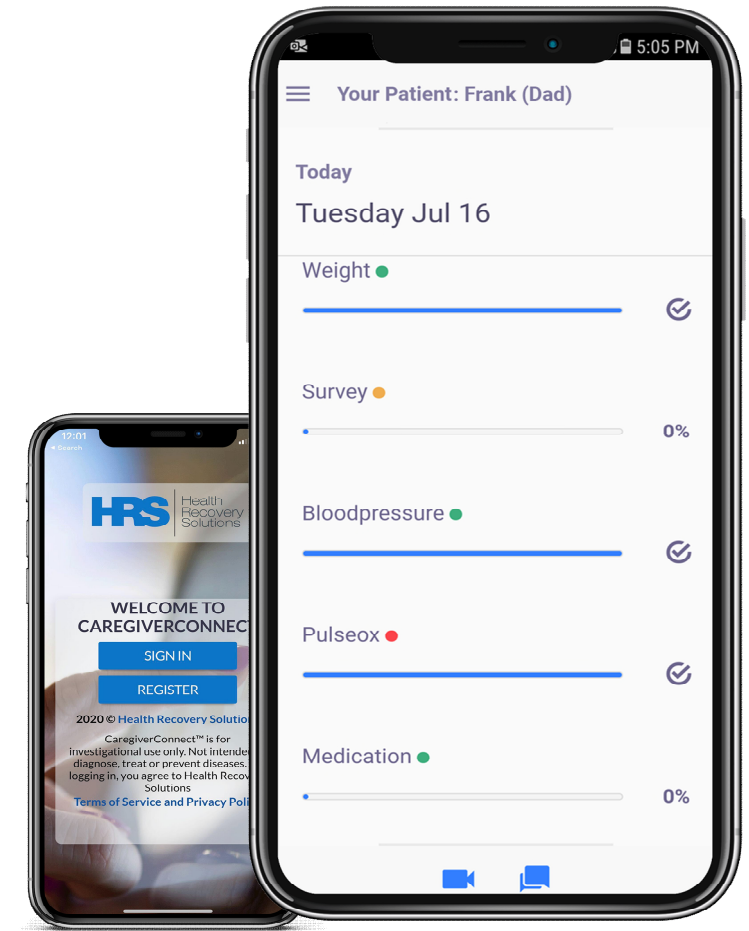 5:05 PM
Your Patient: Frank (Dad)
Today
Tuesday Jul 16
Weight
Survey
0%
Bloodpressure
Pulseox
Medication
0%
12:01
Search
HRS Health
Recovery
Solutions
WELCOME TO
CAREGIVERCONNECT
SIGN IN
REGISTER
2020 © Health Recovery Solution
CaregiverConnect™ is for
investigational use only. Not intende
diagnose, treat or prevent diseases.
logging in, you agree to Health Recov
Solutions
Terms of Service and Privacy Poli